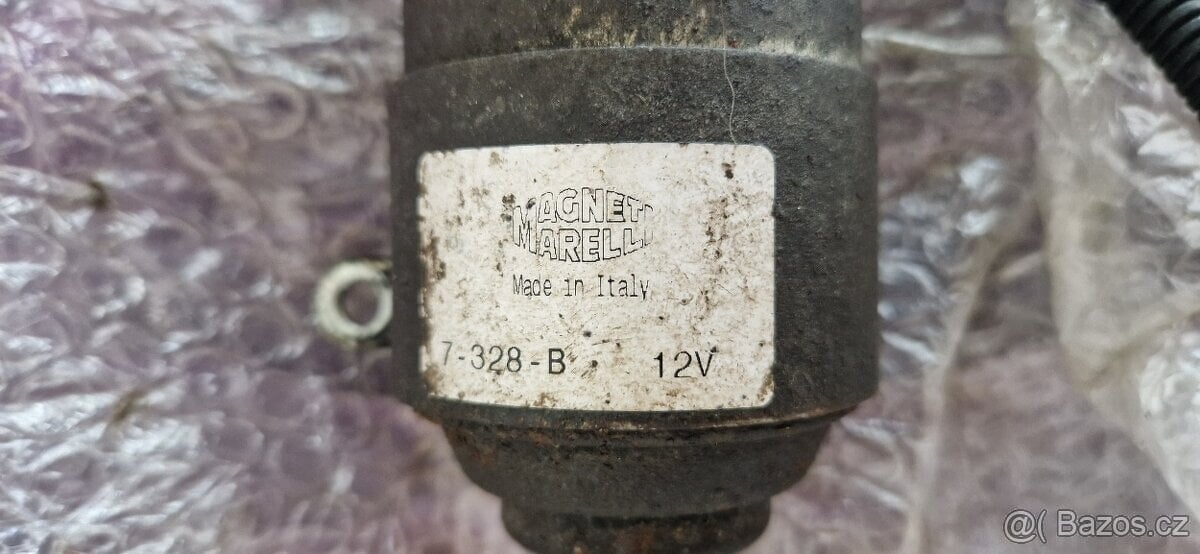 MAGNETI
MARELLI
Made in Italy
7-328-B 12V
@( Bazos.cz